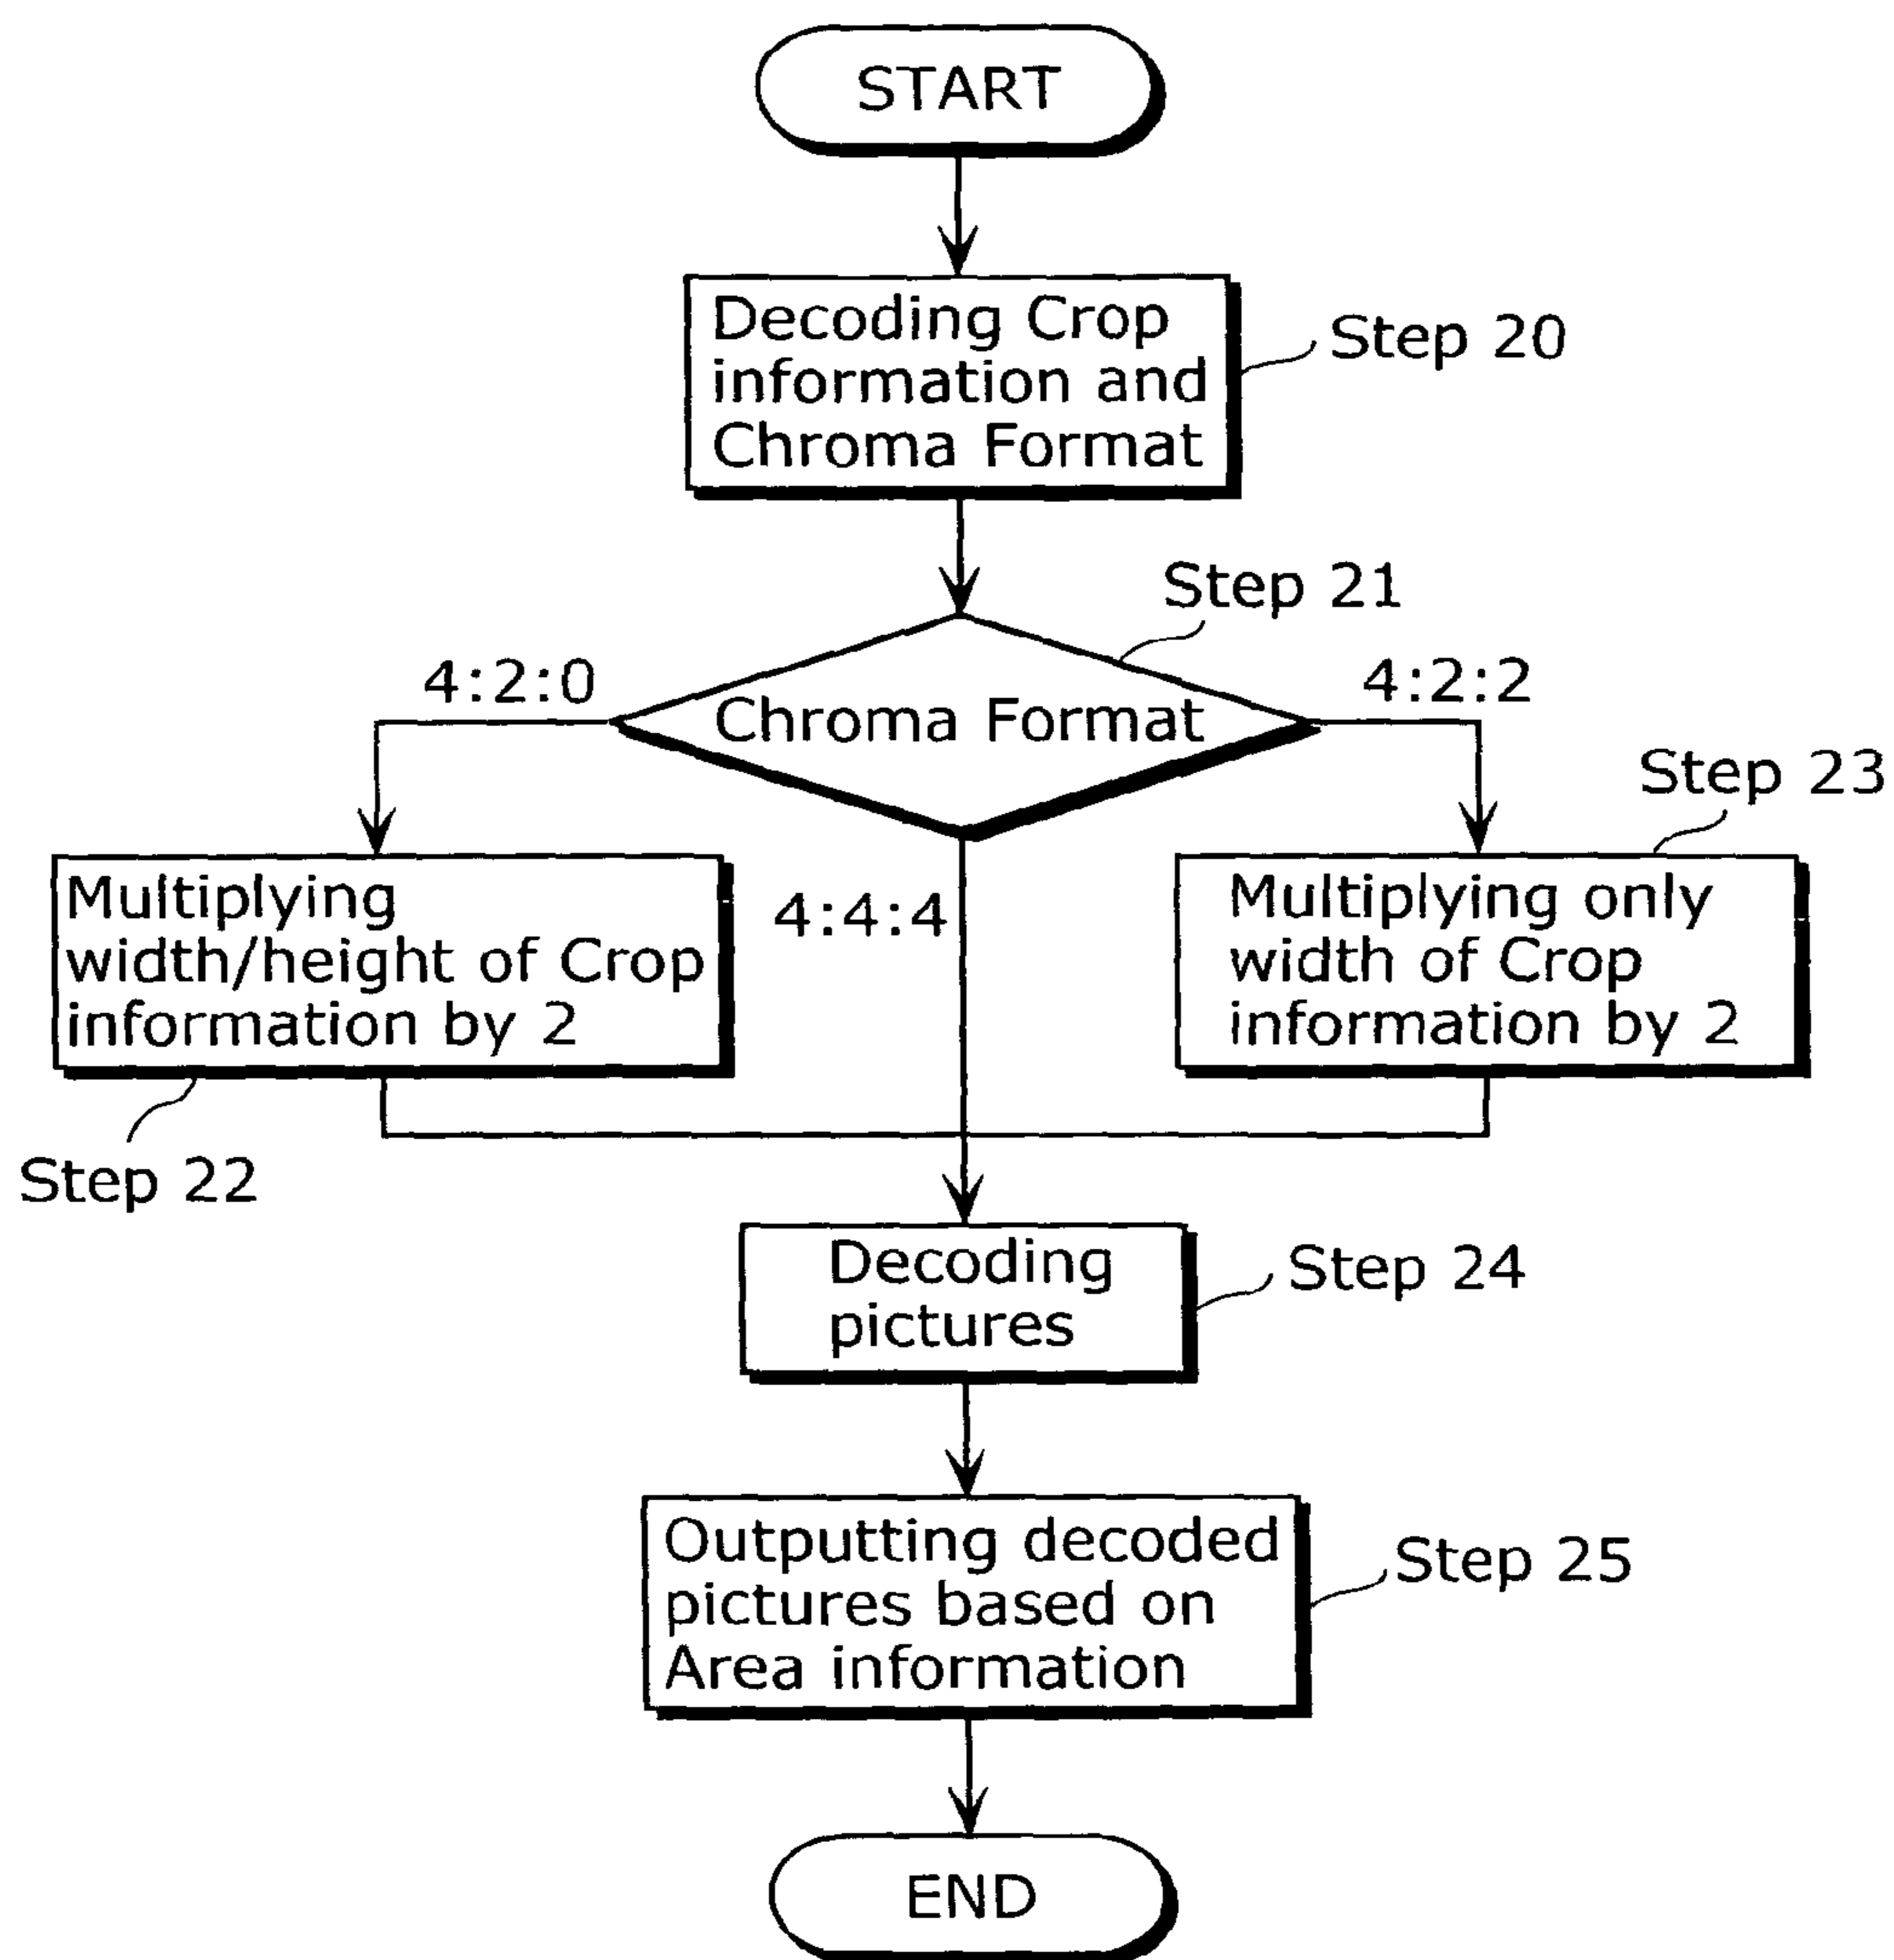 START
Decoding Crop
information and
Chroma Format
Step 20
Step 21
4:2:0
Chroma Format
4:2:2
Step 23
Multiplying
width/height of Crop
information by 2
4:4:4
Multiplying only
width of Crop
information by 2
Step 22
Decoding
pictures
Step 24
Outputting decoded
pictures based on
Area information
Step 25
END